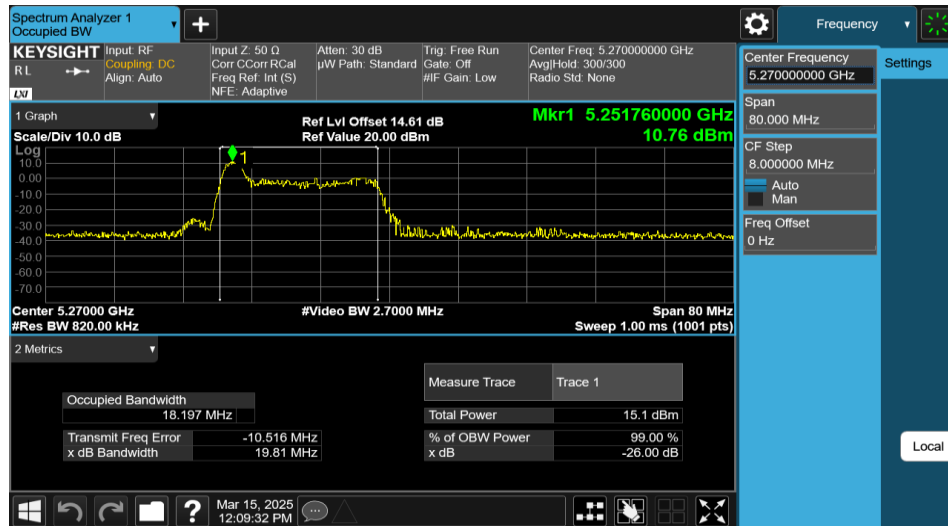 Spectrum Analyzer 1
Occupied BW
Frequency
KEYSIGHT
R L
LXI
Input: RF
Coupling: DC
Align: Auto
Input Z: 50 Ω
Corr CCorr RCal
Freq Ref: Int (S)
NFE: Adaptive
Atten: 30 dB
µW Path: Standard
Trig: Free Run
Gate: Off
#IF Gain: Low
Center Freq: 5.270000000 GHz
Avg|Hold: 300/300
Radio Std: None
Center Frequency
5.270000000 GHz
Settings
Span
80.000 MHz
CF Step
8.000000 MHz
Auto
Man
Freq Offset
0 Hz
Local
1 Graph
Scale/Div 10.0 dB
Ref Lvl Offset 14.61 dB
Ref Value 20.00 dBm
Mkr1 5.251760000 GHz
10.76 dBm
Log
1
10.0
0.00
-10.0
-20.0
-30.0
-40.0
-50.0
-60.0
-70.0
Center 5.27000 GHz
#Video BW 2.7000 MHz
Span 80 MHz
#Res BW 820.00 kHz
Sweep 1.00 ms (1001 pts)
2 Metrics
Measure Trace Trace 1
Occupied Bandwidth
18.197 MHz
Total Power 15.1 dBm
Transmit Freq Error -10.516 MHz
% of OBW Power 99.00 %
x dB Bandwidth 19.81 MHz
x dB -26.00 dB
?
Mar 15, 2025
12:09:32 PM